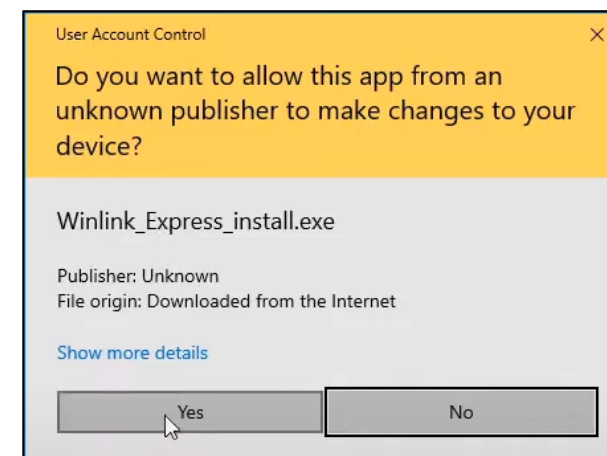 User Account Control
Do you want to allow this app from an
unknown publisher to make changes to your
device?
Winlink_Express_install.exe
Publisher: Unknown
File origin: Downloaded from the Internet
Show more details
Yes
No